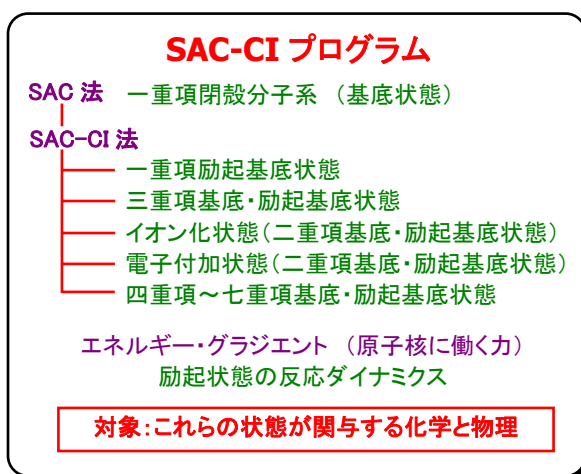 SAC-CI プログラム
SAC 法 一重項閉殻分子系 （基底状態）
SAC-CI 法
一重項励起基底状態
三重項基底・励起基底状態
イオン化状態（二重項基底・励起基底状態）
電子付加状態（二重項基底・励起基底状態）
四重項～七重項基底・励起基底状態
エネルギー・グラジエント （原子核に働く力）
励起状態の反応ダイナミクス
対象：これらの状態が関与する化学と物理